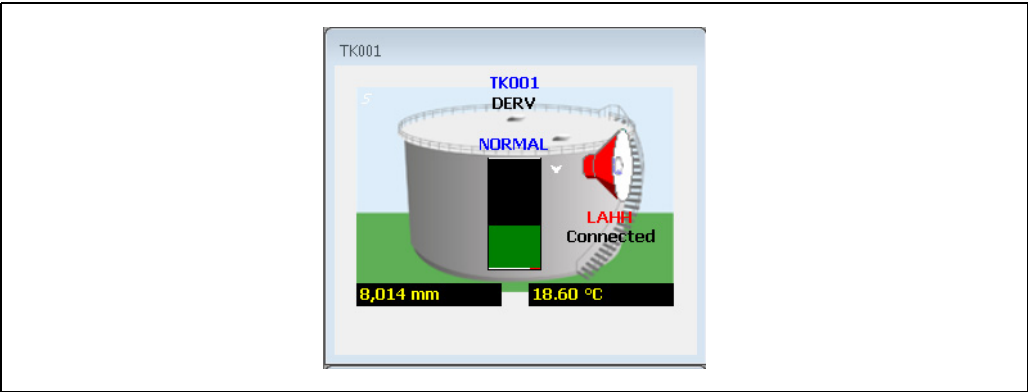 TK001
TK001
DERV
S
NORMAL
LAHH
Connected
8,014 mm
18.60 °C